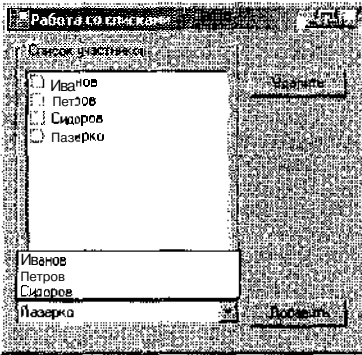 Работа со списками
Список участников
Иванов
Петров
Сидоров
Лазерко
Удалить
Иванов
Петров
Сидоров
Лазерко
Добавить